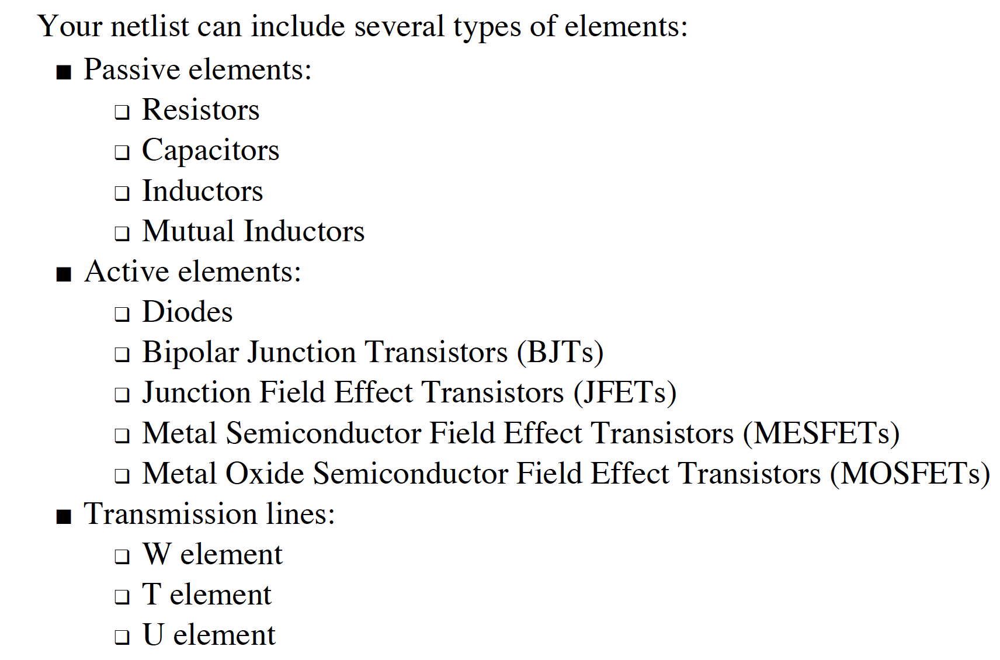 Your netlist can include several types of elements:
■ Passive elements:
❏ Resistors
❏ Capacitors
❏ Inductors
❏ Mutual Inductors
■ Active elements:
❏ Diodes
❏ Bipolar Junction Transistors (BJTs)
❏ Junction Field Effect Transistors (JFETs)
❏ Metal Semiconductor Field Effect Transistors (MESFETs)
❏ Metal Oxide Semiconductor Field Effect Transistors (MOSFETs)
■ Transmission lines:
❏ W element
❏ T element
❏ U element